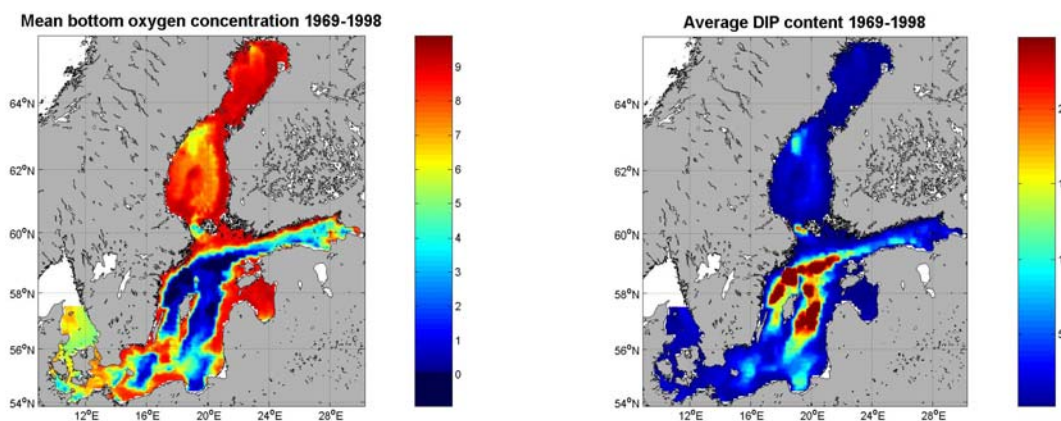 Mean bottom oxygen concentration 1969-1998
Average DIP content 1969-1998
64°N
62°N
60°N
58°N
56°N
54°N
12°E
16°E
20°E
24°E
28°E
9
8
7
6
5
4
3
2
1
0
64°N
62°N
60°N
58°N
56°N
54°N
12°E
16°E
20°E
24°E
28°E